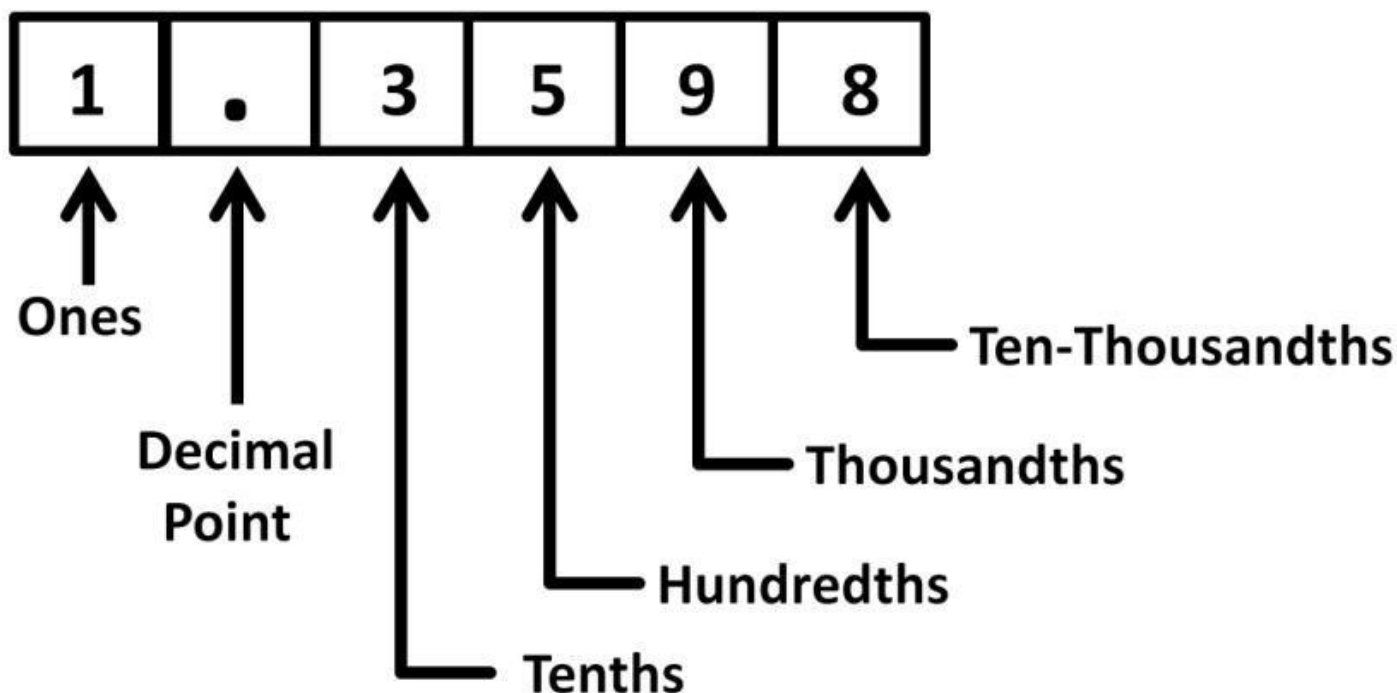 1 . 3 5 9 8
Ones
Ten-Thousandths
Decimal
Point
Thousandths
Hundredths
Tenths